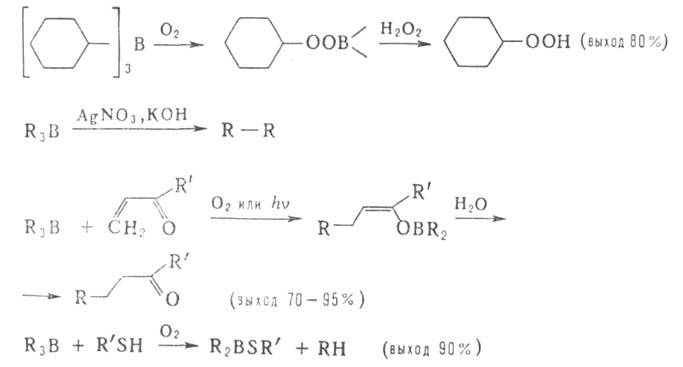 [ ]₃ B O₂ → OOB H₂O₂ → OOH (выход 80%)
R₃B AgNO₃, KOH → R — R
R₃B + CH₂ O R′ O₂ или hν → R R′ OBR₂ H₂O →
→ R R′ O (выход 70 – 95%)
R₃B + R′SH O₂ → R₂BSR′ + RH (выход 90%)